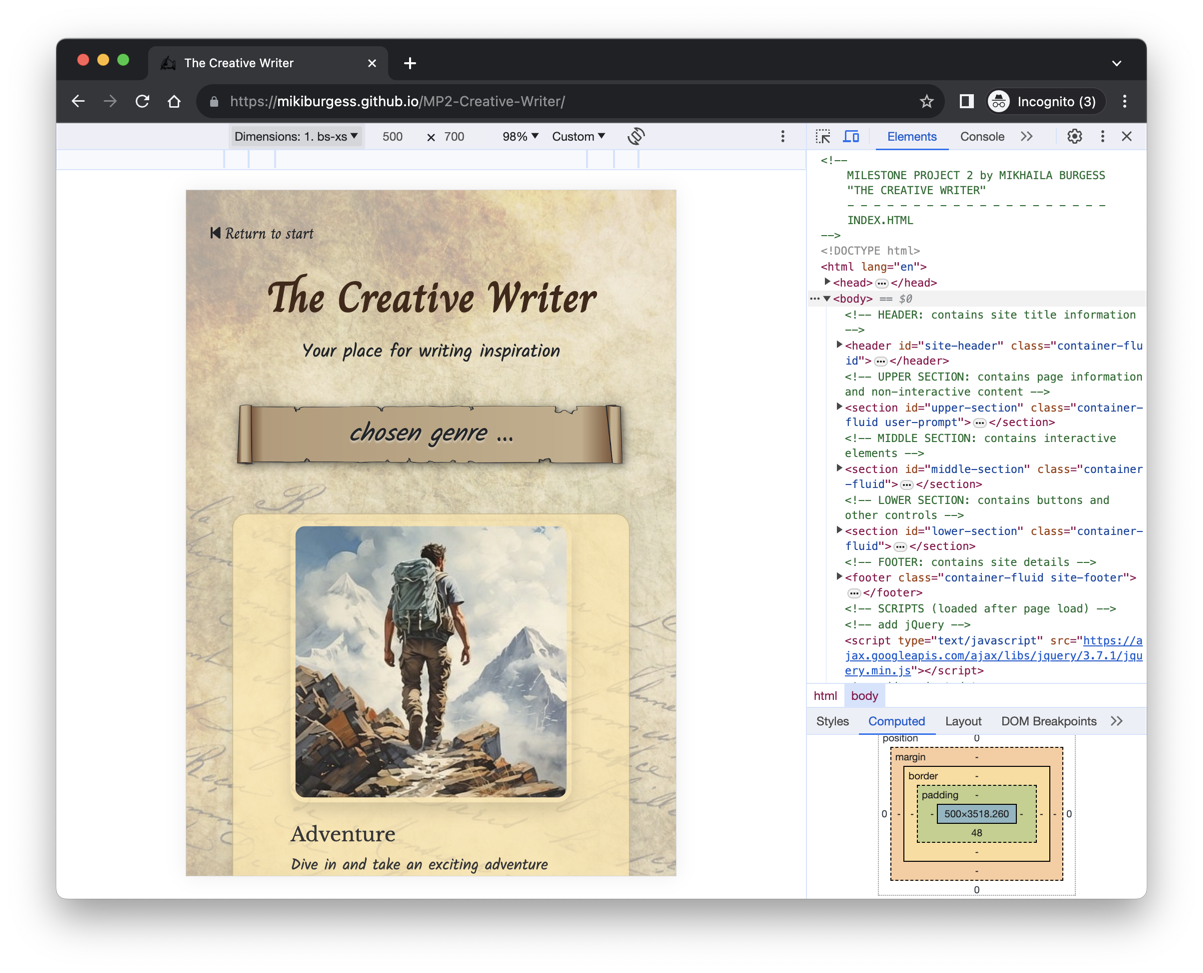 The Creative Writer
https://mikiburgess.github.io/MP2-Creative-Writer/
Incognito (3)
Dimensions: 1. bs-xs ▼ 500 × 700 98% ▼ Custom ▼
Return to start
The Creative Writer
Your place for writing inspiration
chosen genre ...
Adventure
Dive in and take an exciting adventure
Elements Console
<!--
MILESTONE PROJECT 2 by MIKHAILA BURGESS
"THE CREATIVE WRITER"
- - - - - - - - - - - - - - - - - - - -
INDEX.HTML
-->
<!DOCTYPE html>
<html lang="en">
<head> ... </head>
... <body> == $0
<!-- HEADER: contains site title information
-->
<header id="site-header" class="container-flu
id"> ... </header>
<!-- UPPER SECTION: contains page information
and non-interactive content -->
<section id="upper-section" class="container-
fluid user-prompt"> ... </section>
<!-- MIDDLE SECTION: contains interactive
elements -->
<section id="middle-section" class="container
-fluid"> ... </section>
<!-- LOWER SECTION: contains buttons and
other controls -->
<section id="lower-section" class="container-
fluid"> ... </section>
<!-- FOOTER: contains site details -->
<footer class="container-fluid site-footer">
... </footer>
<!-- SCRIPTS (loaded after page load) -->
<!-- add jQuery -->
<script type="text/javascript" src="https://a
jax.googleapis.com/ajax/libs/jquery/3.7.1/jqu
ery.min.js"></script>
html body
Styles Computed Layout DOM Breakpoints
position 0
margin -
border -
padding -
0 - - - 500×3518.260 - - - 0
48
-
-
0